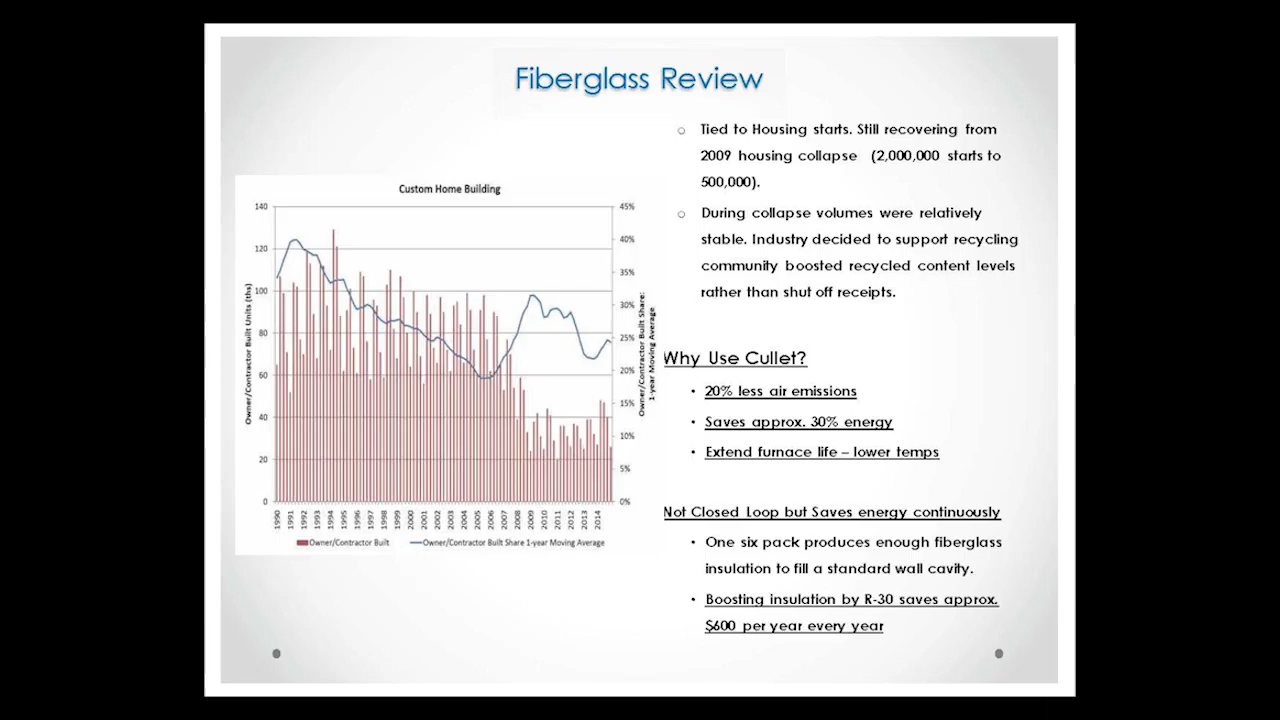 Fiberglass Review
Tied to Housing starts. Still recovering from
2009 housing collapse (2,000,000 starts to
500,000).
During collapse volumes were relatively
stable. Industry decided to support recycling
community boosted recycled content levels
rather than shut off receipts.
Why Use Cullet?
20% less air emissions
Saves approx. 30% energy
Extend furnace life – lower temps
Not Closed Loop but Saves energy continuously
One six pack produces enough fiberglass
insulation to fill a standard wall cavity.
Boosting insulation by R-30 saves approx.
$600 per year every year
Custom Home Building
Owner/Contractor Built Units (ths)
140
120
100
80
60
40
20
0
45%
40%
35%
30%
25%
20%
15%
10%
5%
0%
Owner/Contractor Built Share:
1-year Moving Average
1990 1991 1992 1993 1994 1995 1996 1997 1998 1999 2000 2001 2002 2003 2004 2005 2006 2007 2008 2009 2010 2011 2012 2013 2014
Owner/Contractor Built
Owner/Contractor Built Share 1-year Moving Average